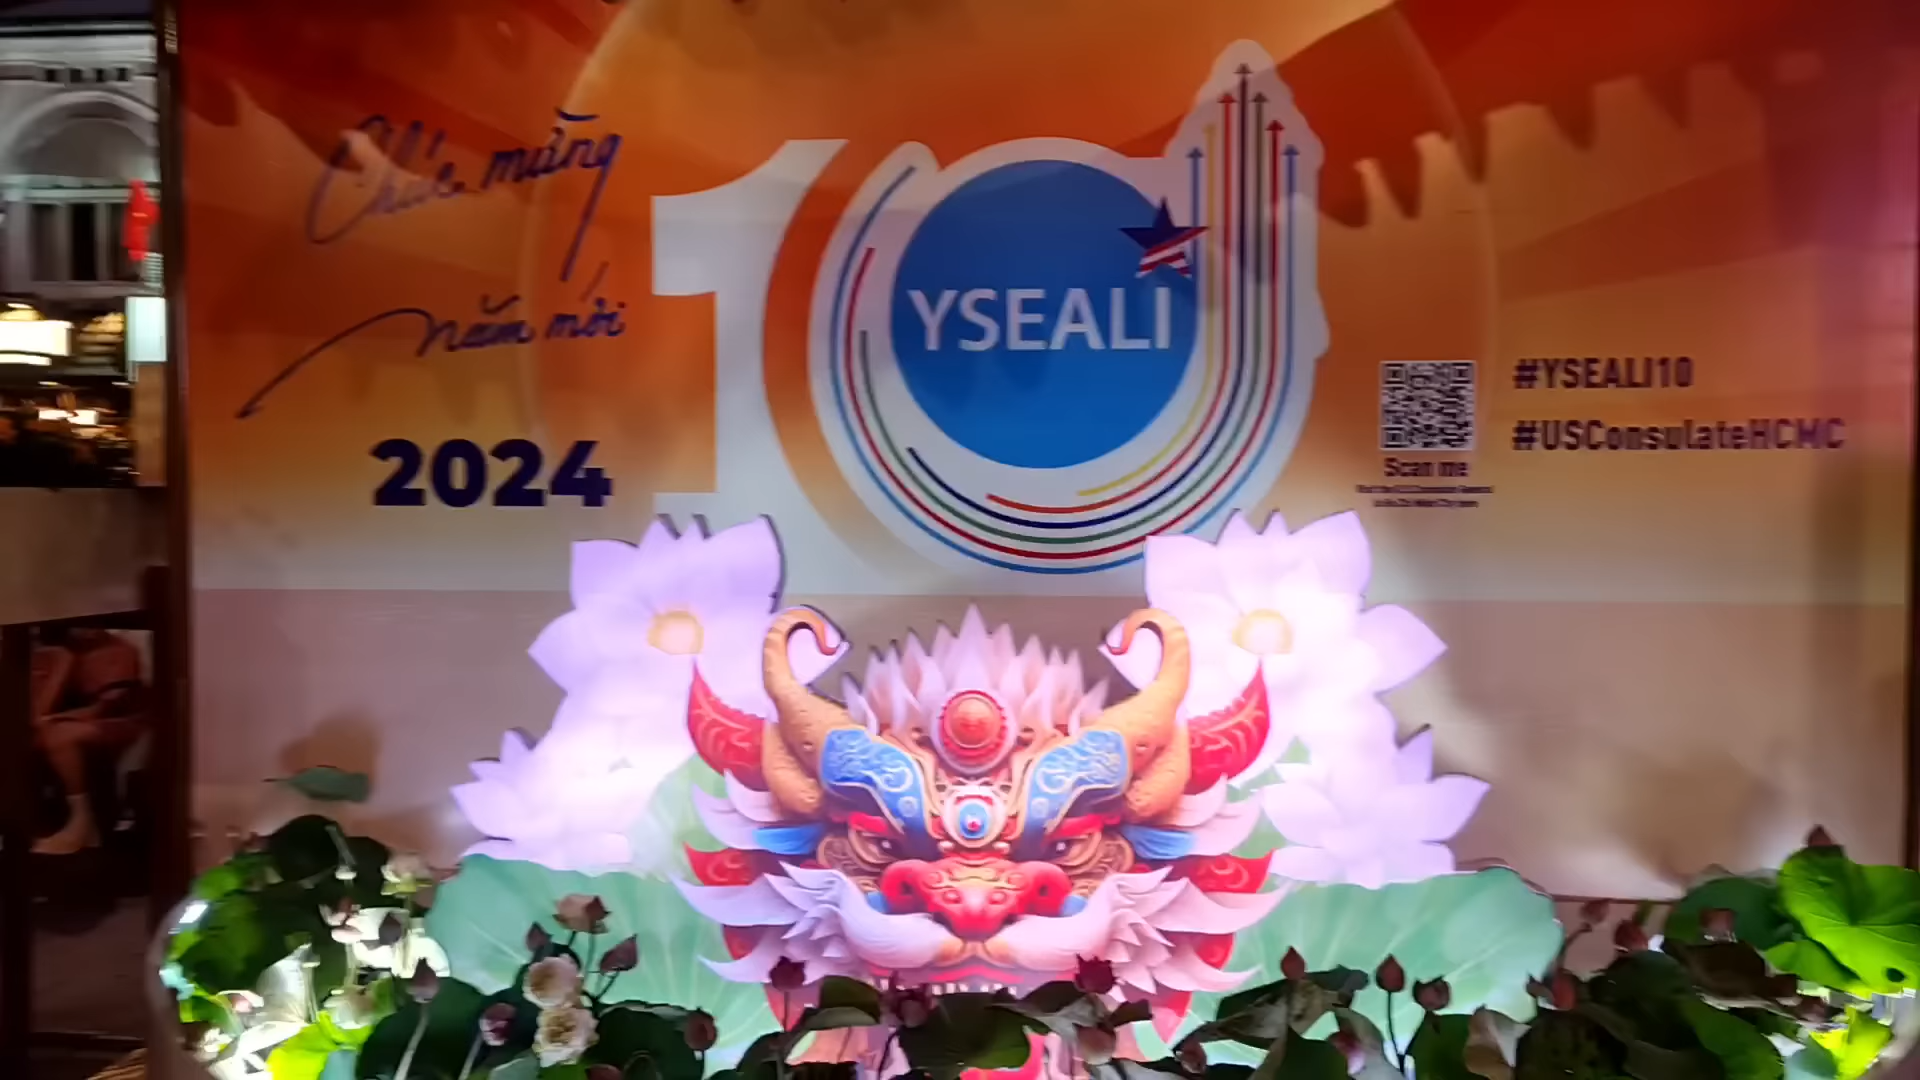 Chúc mừng
năm mới
2024
10
YSEALI
#YSEALI10
#USConsulateHCMC
Scan me